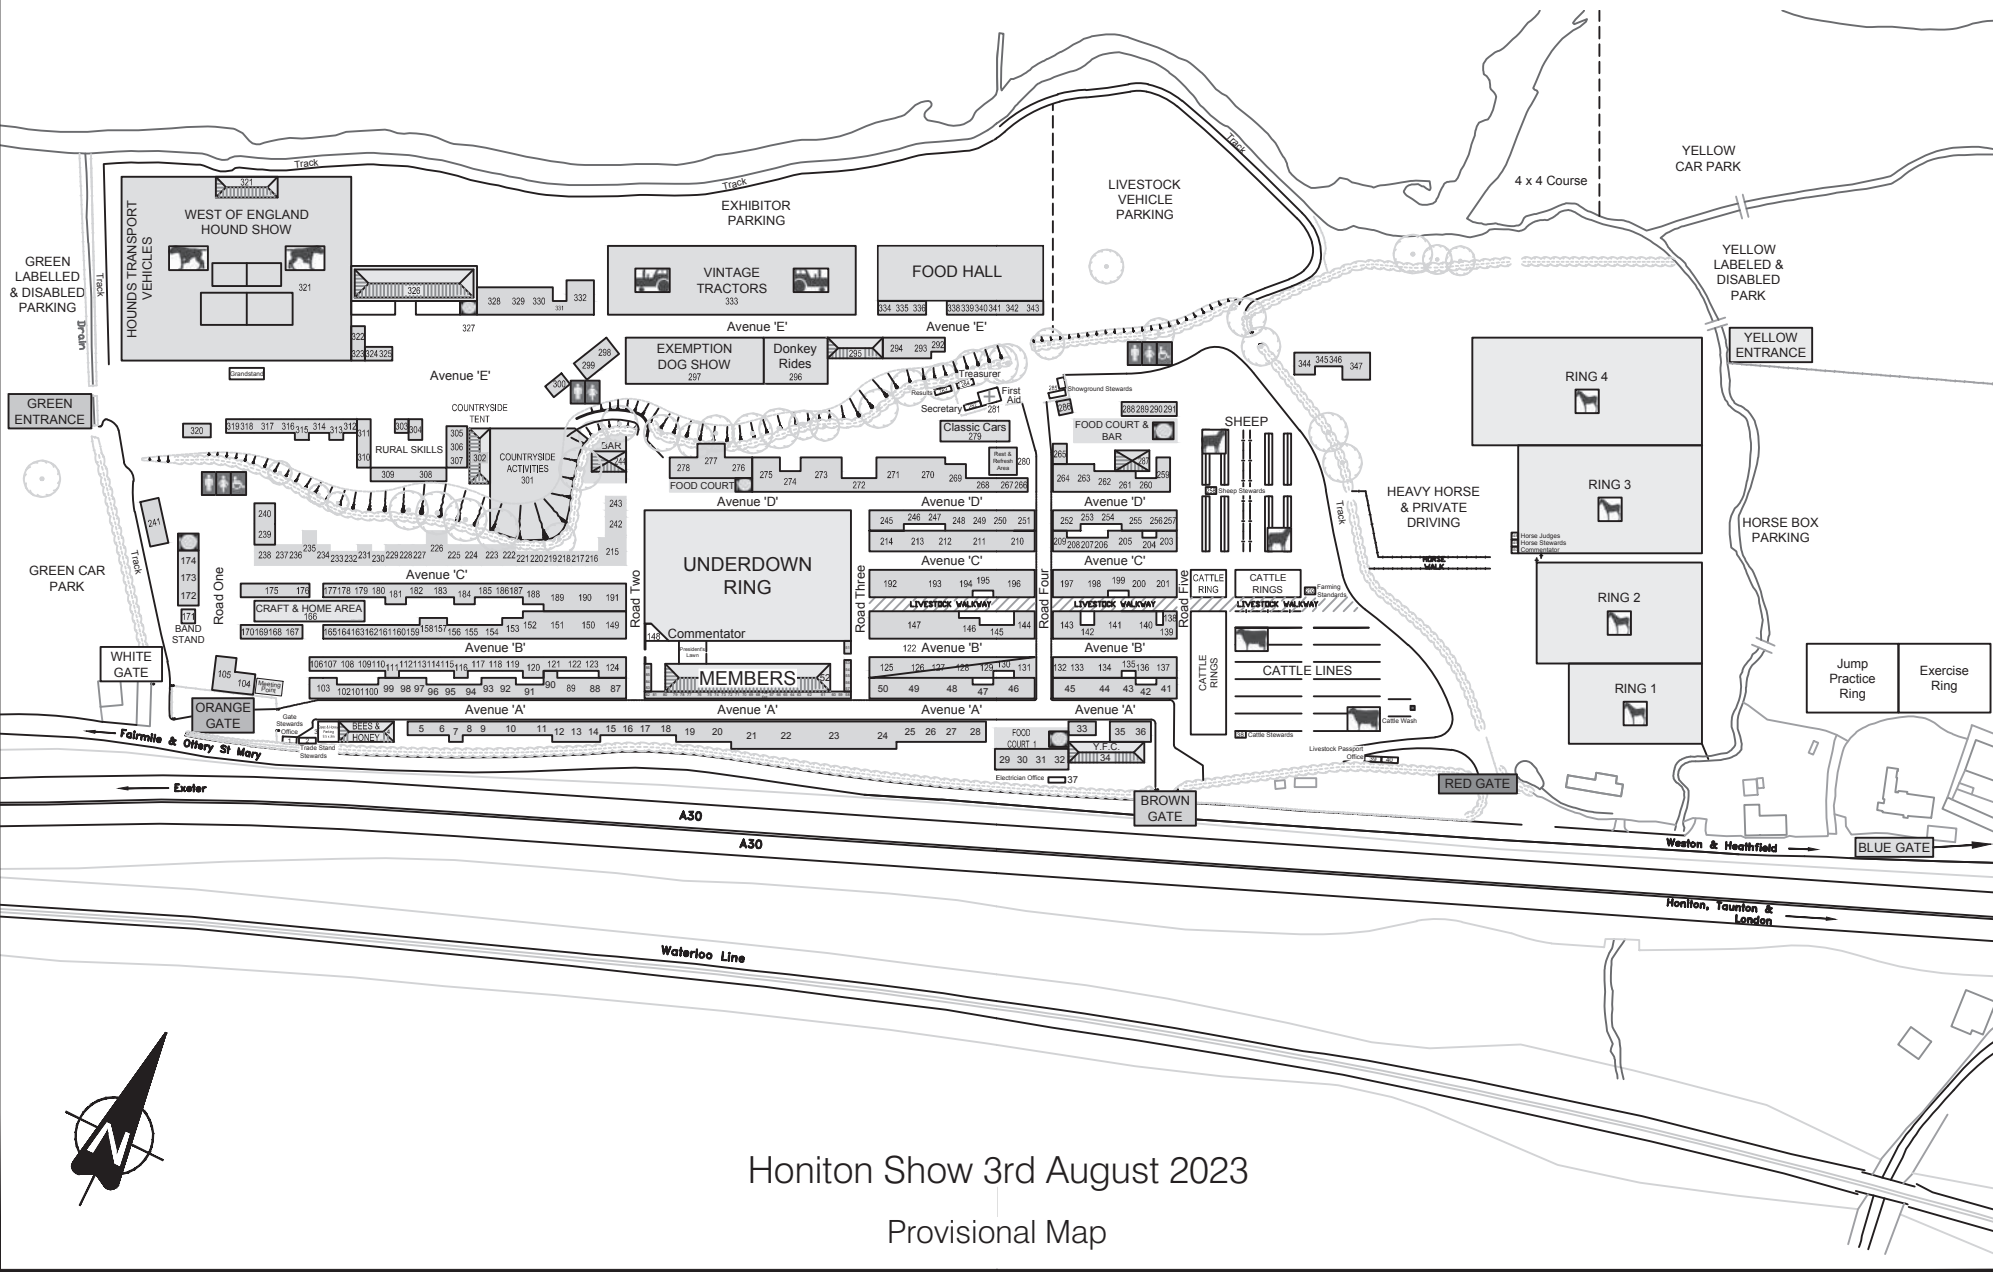 YELLOW
CAR PARK
4 x 4 Course
Track
Track
Track
LIVESTOCK
VEHICLE
PARKING
EXHIBITOR
PARKING
321
WEST OF ENGLAND
HOUND SHOW
321
HOUNDS TRANSPORT
VEHICLES
GREEN
LABELLED
& DISABLED
PARKING
Track
Drain
326
327
328 329 330 331 332
VINTAGE
TRACTORS
333
FOOD HALL
334 335 336 338 339 340 341 342 343
YELLOW
LABELED &
DISABLED
PARK
YELLOW
ENTRANCE
322
323 324 325
Grandstand
Avenue 'E'
Avenue 'E'
Avenue 'E'
298
299
300
EXEMPTION
DOG SHOW
297
Donkey
Rides
296
295
294 293 292
Treasurer
Results
Secretary
First
Aid
281
Showground Stewards
286
344 345 346 347
RING 4
GREEN
ENTRANCE
320
319 318 317 316 315 314 313 312
311
310
303 304
RURAL SKILLS
309 308
COUNTRYSIDE
TENT
305
306
307
302
COUNTRYSIDE
ACTIVITIES
301
BAR
244
288 289 290 291
FOOD COURT &
BAR
Classic Cars
279
Rest &
Refresh
Area
280
278 277 276 275 274 273 272 271 270 269 268 267 266
FOOD COURT
265
264 263 262 261 260 259
287
SHEEP
Sheep Stewards
HEAVY HORSE
& PRIVATE
DRIVING
Track
RING 3
Horse Judges
Horse Stewards
Commentator
HORSE
WALK
HORSE BOX
PARKING
Avenue 'D'
Avenue 'D'
Avenue 'D'
241
240
239
238 237 236 235 234 233 232 231 230 229 228 227 226 225 224 223 222 221 220 219 218 217 216
243
242
215
UNDERDOWN
RING
245 246 247 248 249 250 251
214 213 212 211 210
252 253 254 255 256 257
209 208 207 206 205 204 203
GREEN CAR
PARK
Track
174
173
172
171
BAND
STAND
Road One
Avenue 'C'
Avenue 'C'
Avenue 'C'
175 176 177 178 179 180 181 182 183 184 185 186 187 188 189 190 191
CRAFT & HOME AREA
166
170 169 168 167 165 164 163 162 161 160 159 158 157 156 155 154 153 152 151 150 149
Road Two
Road Three
Road Four
Road Five
192 193 194 195 196
197 198 199 200 201
LIVESTOCK WALKWAY
LIVESTOCK WALKWAY
LIVESTOCK WALKWAY
147 146 145 144
143 142 141 140 139 138
CATTLE
RING
CATTLE
RINGS
Farming
Standards
RING 2
148
Commentator
President's
Lawn
MEMBERS
52
WHITE
GATE
105
104
Meeting
Point
ORANGE
GATE
Avenue 'B'
122 Avenue 'B'
Avenue 'B'
106 107 108 109 110 111 112 113 114 115 116 117 118 119 120 121 122 123 124
103 102 101 100 99 98 97 96 95 94 93 92 91 90 89 88 87
125 126 127 128 129 130 131
50 49 48 47 46
132 133 134 135 136 137
45 44 43 42 41
CATTLE
RINGS
CATTLE LINES
Cattle Wash
Cattle Stewards
RING 1
Jump
Practice
Ring
Exercise
Ring
Avenue 'A'
Avenue 'A'
Avenue 'A'
Avenue 'A'
Gate
Stewards
Office
1 2
Trade Stand
Stewards
BEES &
HONEY
5 6 7 8 9 10 11 12 13 14 15 16 17 18 19 20 21 22 23 24 25 26 27 28
FOOD
COURT 1
29 30 31 32
33
Y.F.C.
34
35 36
Electrician Office
37
Livestock Passport
Office
BROWN
GATE
RED GATE
BLUE GATE
Fairmile & Ottery St Mary
Exeter
A30
A30
Weston & Heathfield
Honiton, Taunton &
London
Waterloo Line
N
Honiton Show 3rd August 2023
Provisional Map